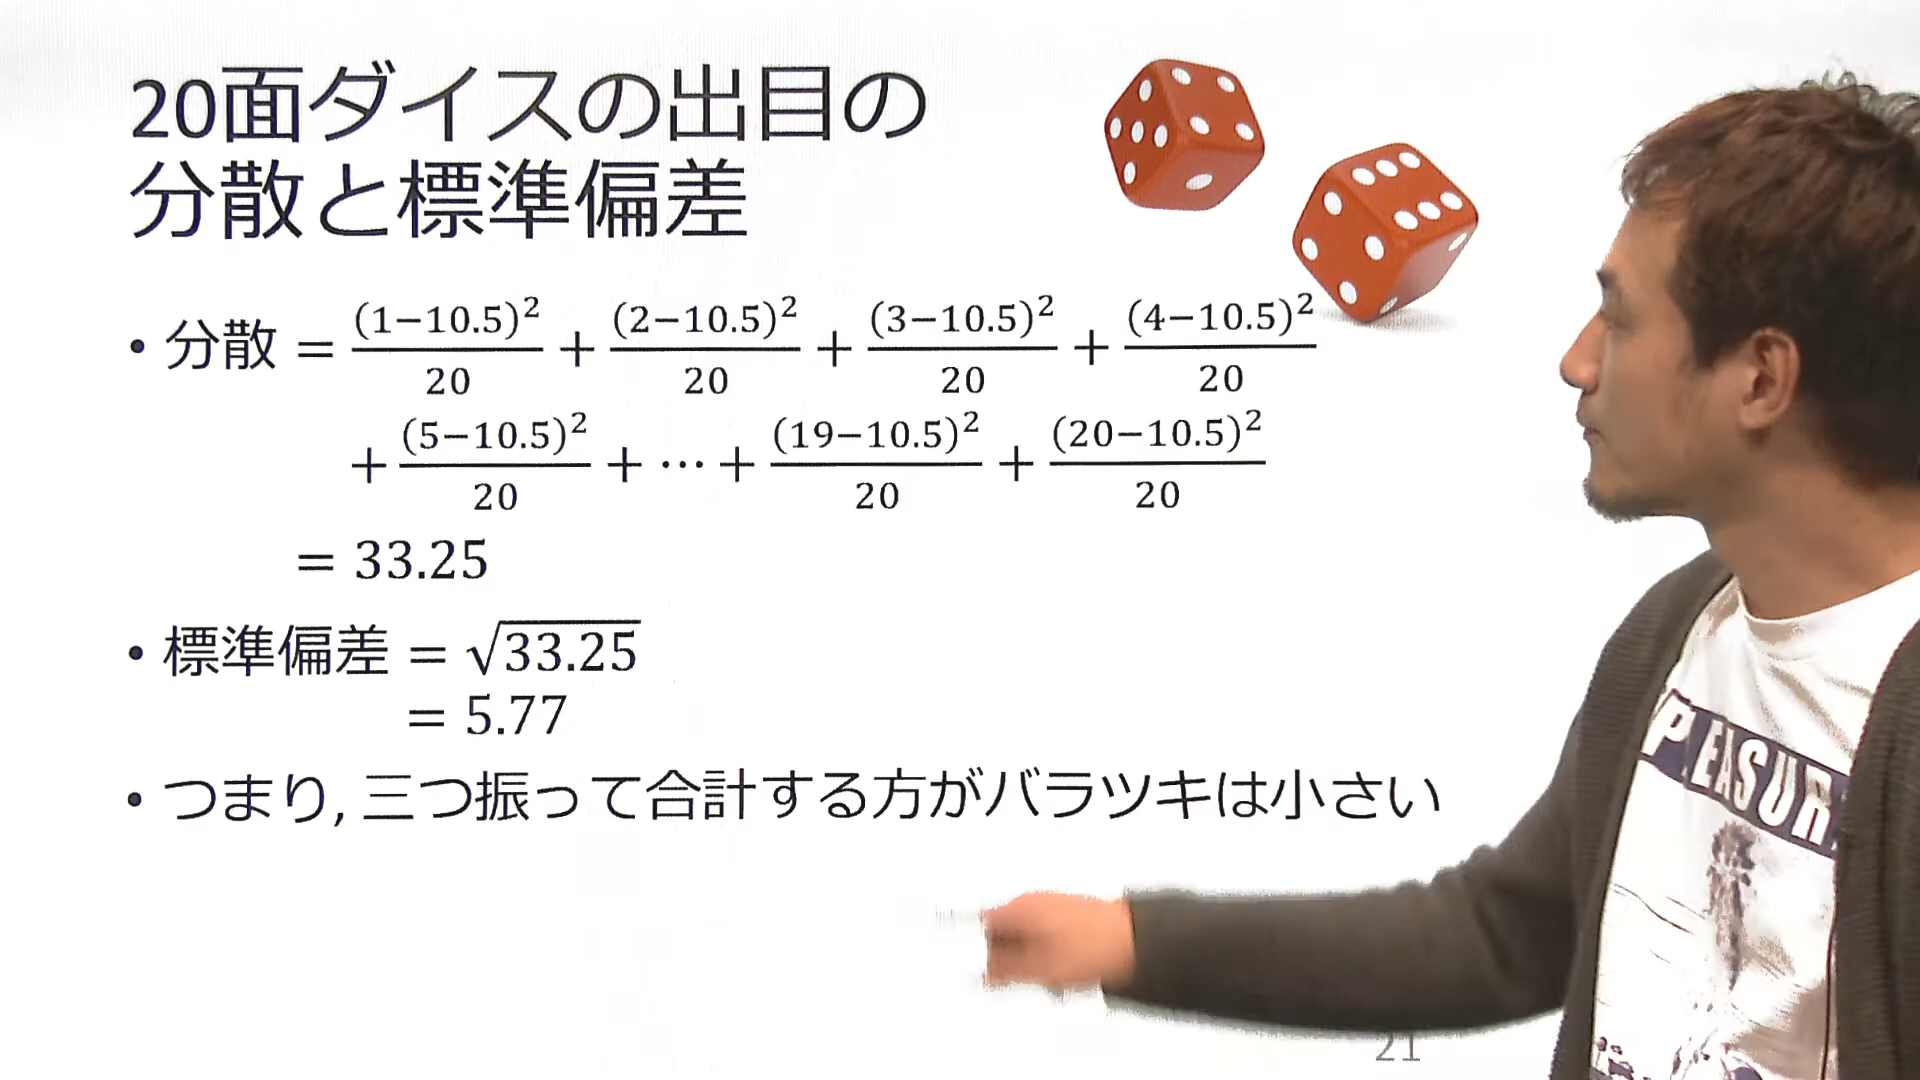 20面ダイスの出目の
分散と標準偏差
• 分散 = (1−10.5)²/20 + (2−10.5)²/20 + (3−10.5)²/20 + (4−10.5)²/20
+ (5−10.5)²/20 + ⋯ + (19−10.5)²/20 + (20−10.5)²/20
= 33.25
• 標準偏差 = √33.25
= 5.77
• つまり, 三つ振って合計する方がバラツキは小さい
PLEASUR
21